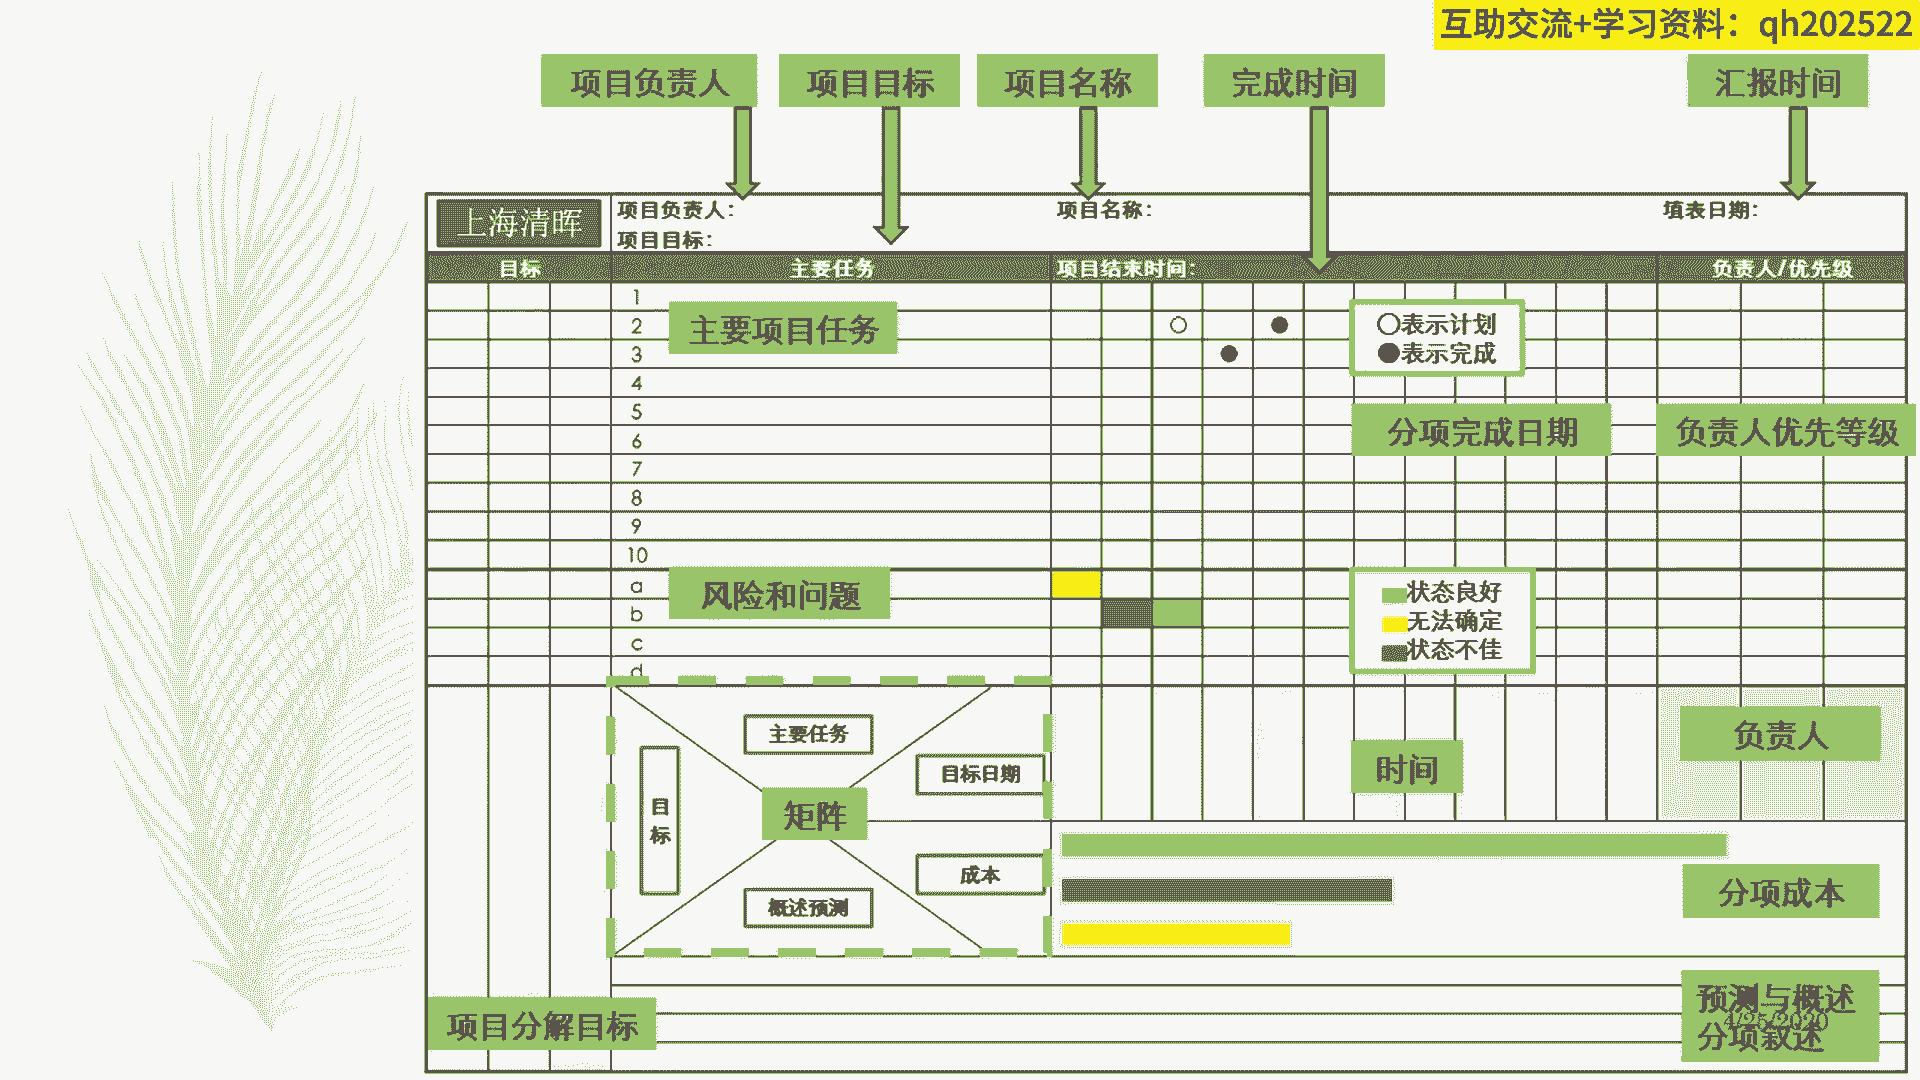 互助交流+学习资料：qh202522
项目负责人
项目目标
项目名称
完成时间
汇报时间
上海清晖
项目负责人：
项目目标：
项目名称：
填表日期：
目标
主要任务
项目结束时间：
负责人/优先级
1
2
3
4
5
6
7
8
9
10
a
b
c
d
主要项目任务
○表示计划
●表示完成
分项完成日期
负责人优先等级
风险和问题
状态良好
无法确定
状态不佳
主要任务
目标日期
目标
矩阵
成本
概述预测
时间
负责人
分项成本
项目分解目标
预测与概述
4/25/2020
分项叙述